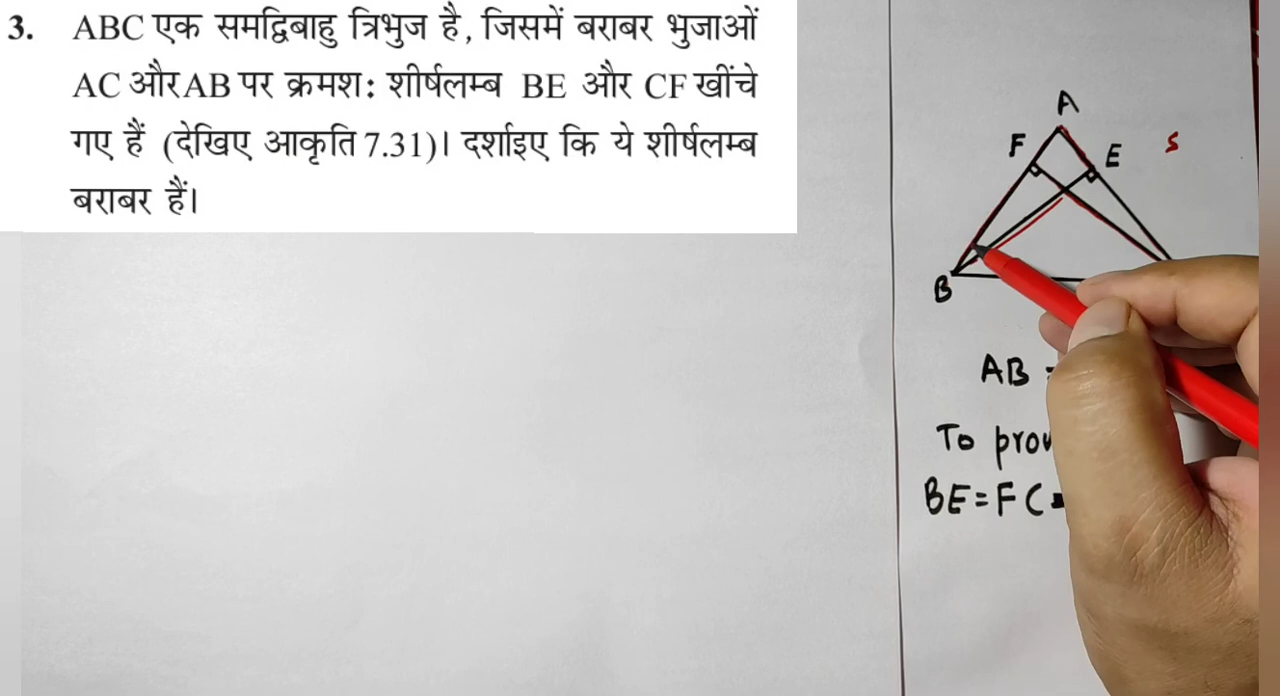 3. ABC एक समद्विबाहु त्रिभुज है, जिसमें बराबर भुजाओं
AC और AB पर क्रमश: शीर्षलम्ब BE और CF खींचे
गए हैं (देखिए आकृति 7.31)। दर्शाइए कि ये शीर्षलम्ब
बराबर हैं।
A
F
E
S
B
AB
To
BE=FC